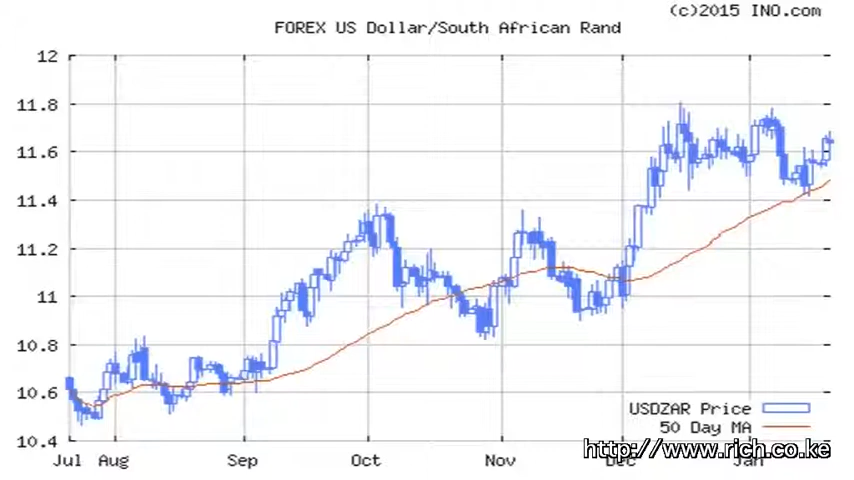 (c)2015 INO.com
FOREX US Dollar/South African Rand
12
11.8
11.6
11.4
11.2
11
10.8
10.6
10.4
USDZAR Price
50 Day MA
Jul Aug Sep Oct Nov Dec Jan
http://www.rich.co.ke